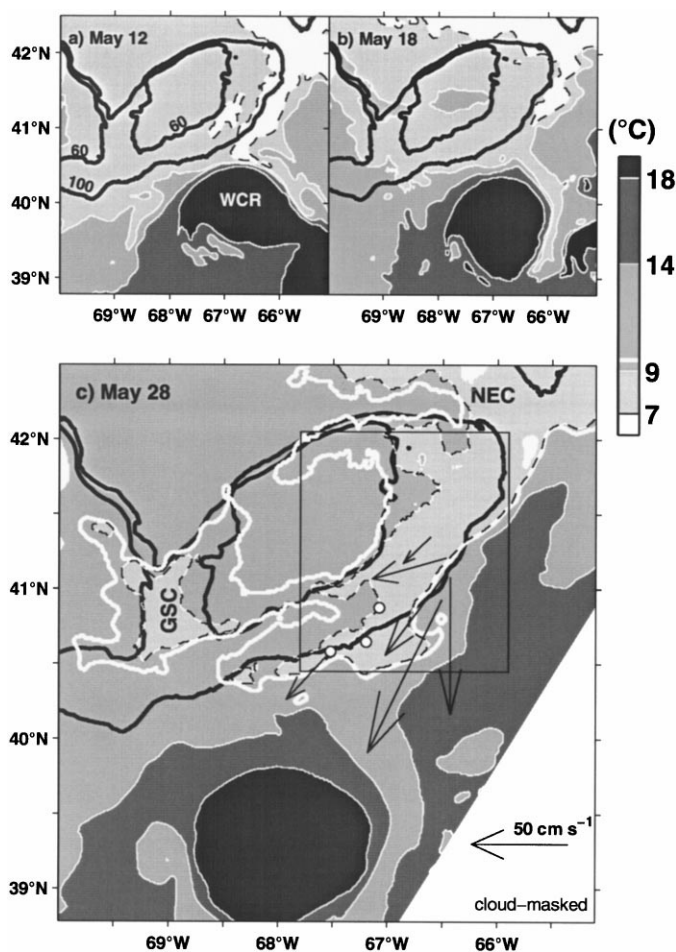 a) May 12
b) May 18
42°N
41°N
40°N
39°N
60
60
100
WCR
69°W
68°W
67°W
66°W
69°W
68°W
67°W
66°W
(°C)
18
14
9
7
c) May 28
NEC
42°N
41°N
40°N
39°N
GSC
50 cm s⁻¹
cloud–masked
69°W
68°W
67°W
66°W